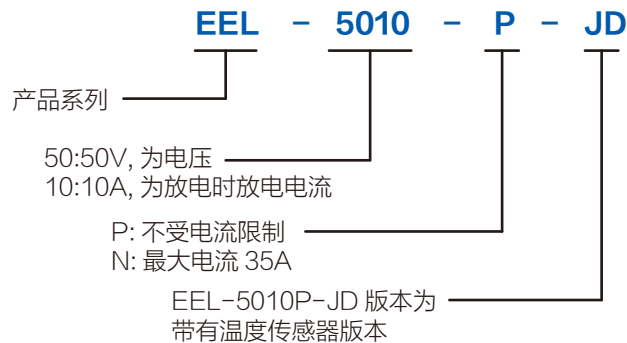 EEL - 5010 - P - JD
产品系列
50:50V, 为电压
10:10A, 为放电时放电电流
P: 不受电流限制
N: 最大电流 35A
EEL-5010P-JD 版本为
带有温度传感器版本